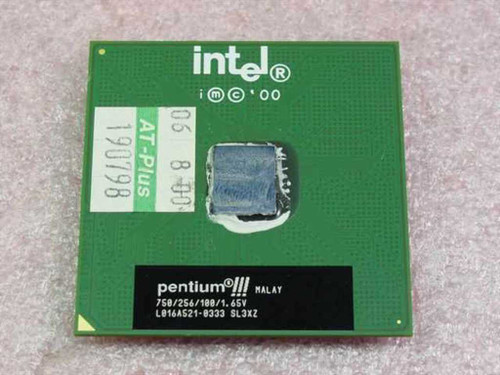 intel®
i ⓜ © '00
06 8-00
AT-Plus
190798
pentium®||| MALAY
750/256/100/1.65V
L016A521-0333 SL3XZ